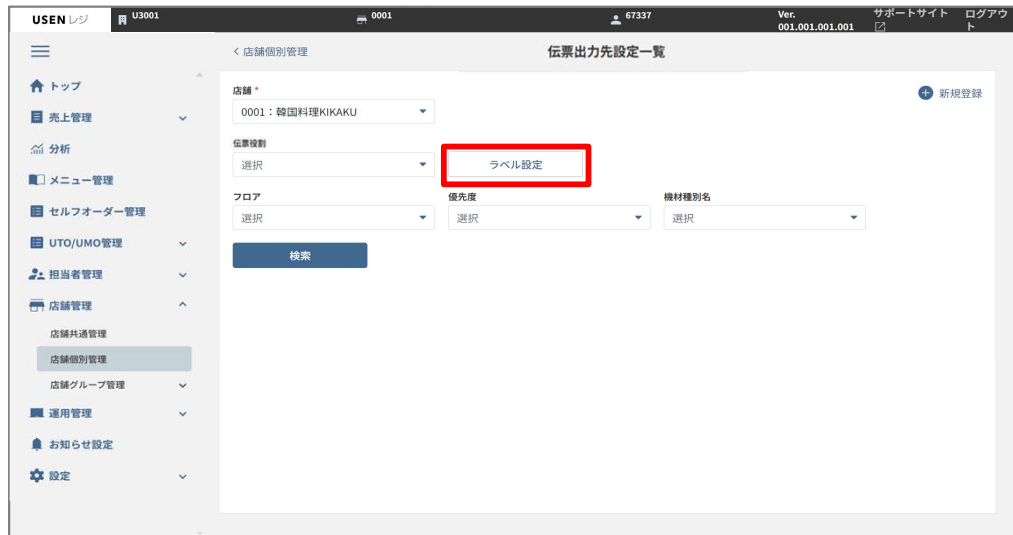 USEN レジ
U3001
0001
67337
Ver.
001.001.001.001
サポートサイト
ログアウ
ト
< 店舗個別管理
伝票出力先設定一覧
トップ
売上管理
分析
メニュー管理
セルフオーダー管理
UTO/UMO管理
担当者管理
店舗管理
店舗共通管理
店舗個別管理
店舗グループ管理
運用管理
お知らせ設定
設定
店舗 *
0001：韓国料理KIKAKU
新規登録
伝票役割
選択
ラベル設定
フロア
優先度
機材種別名
選択
選択
選択
検索